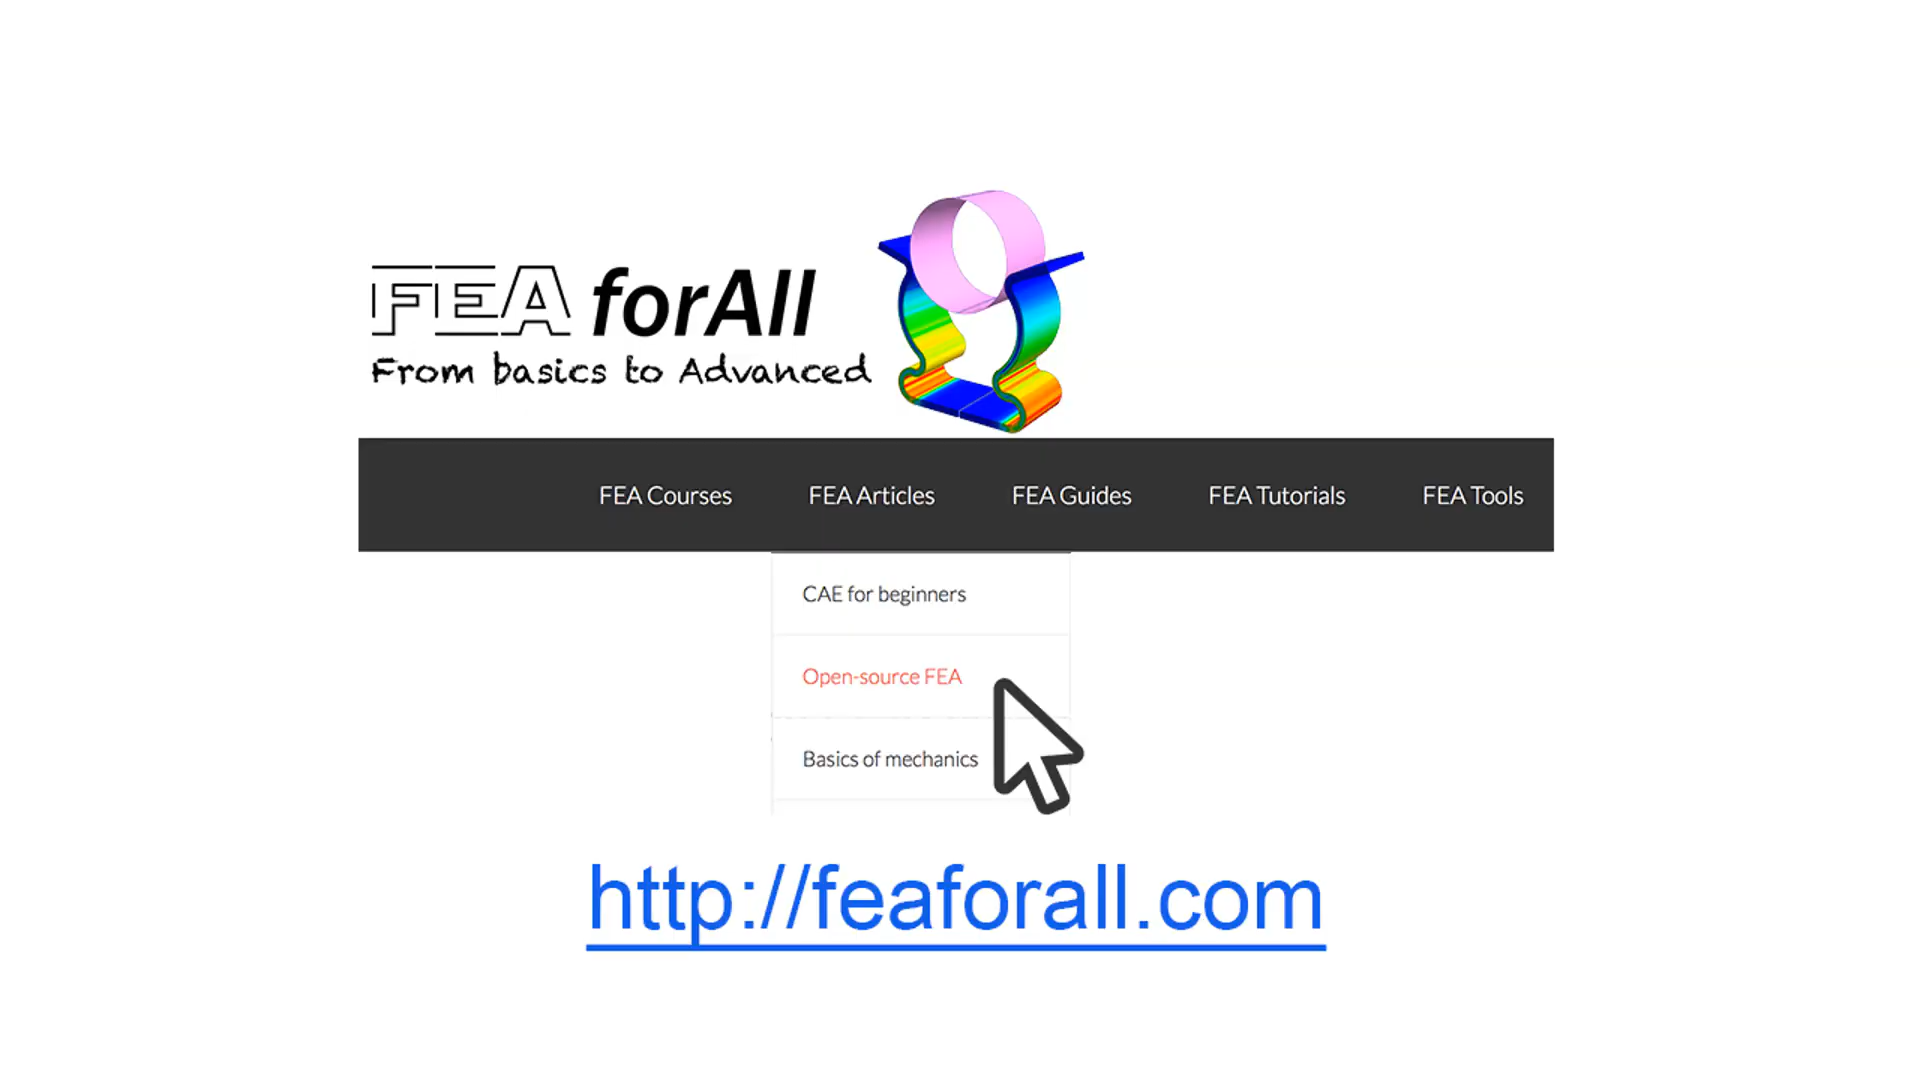 FEA forAll
From basics to Advanced
FEA Courses FEA Articles FEA Guides FEA Tutorials FEA Tools
CAE for beginners
Open-source FEA
Basics of mechanics
http://feaforall.com